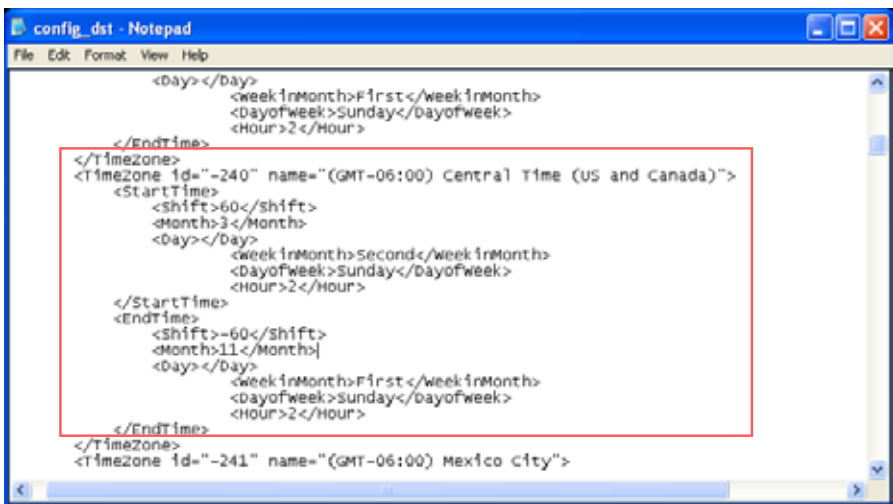 config_dst - Notepad
File Edit Format View Help
<Day></Day>
<WeekinMonth>First</WeekinMonth>
<DayofWeek>Sunday</DayofWeek>
<Hour>2</Hour>
</EndTime>
</TimeZone>
<TimeZone id="-240" name="(GMT-06:00) Central Time (US and Canada)">
<StartTime>
<Shift>60</Shift>
<Month>3</Month>
<Day></Day>
<WeekinMonth>Second</WeekinMonth>
<DayofWeek>Sunday</DayofWeek>
<Hour>2</Hour>
</StartTime>
<EndTime>
<Shift>-60</Shift>
<Month>11</Month>
<Day></Day>
<WeekinMonth>First</WeekinMonth>
<DayofWeek>Sunday</DayofWeek>
<Hour>2</Hour>
</EndTime>
</TimeZone>
<TimeZone id="-241" name="(GMT-06:00) Mexico City">